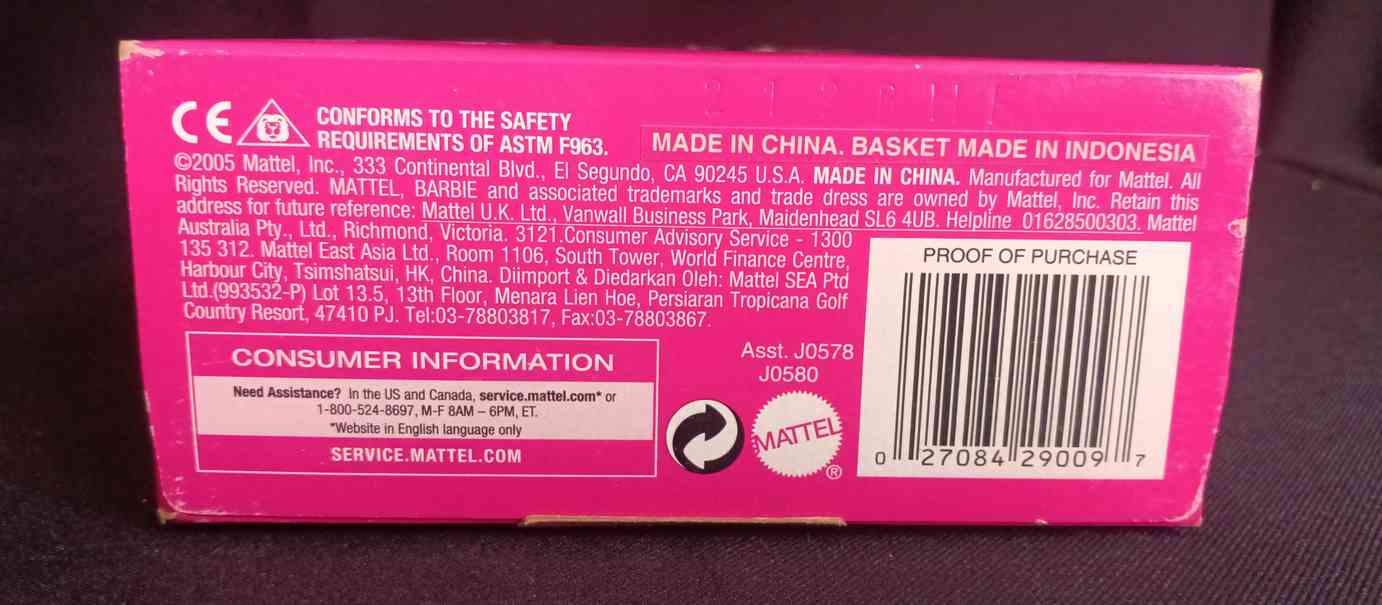 CE
CONFORMS TO THE SAFETY
REQUIREMENTS OF ASTM F963.
MADE IN CHINA. BASKET MADE IN INDONESIA
©2005 Mattel, Inc., 333 Continental Blvd., El Segundo, CA 90245 U.S.A. MADE IN CHINA. Manufactured for Mattel. All
Rights Reserved. MATTEL, BARBIE and associated trademarks and trade dress are owned by Mattel, Inc. Retain this
address for future reference: Mattel U.K. Ltd., Vanwall Business Park, Maidenhead SL6 4UB. Helpline 01628500303. Mattel
Australia Pty., Ltd., Richmond, Victoria. 3121.Consumer Advisory Service - 1300
135 312. Mattel East Asia Ltd., Room 1106, South Tower, World Finance Centre,
Harbour City, Tsimshatsui, HK, China. Diimport & Diedarkan Oleh: Mattel SEA Ptd
Ltd.(993532-P) Lot 13.5, 13th Floor, Menara Lien Hoe, Persiaran Tropicana Golf
Country Resort, 47410 PJ. Tel:03-78803817, Fax:03-78803867.
PROOF OF PURCHASE
0 27084 29009 7
CONSUMER INFORMATION
Need Assistance? In the US and Canada, service.mattel.com* or
1-800-524-8697, M-F 8AM – 6PM, ET.
*Website in English language only
SERVICE.MATTEL.COM
Asst. J0578
J0580
MATTEL
®